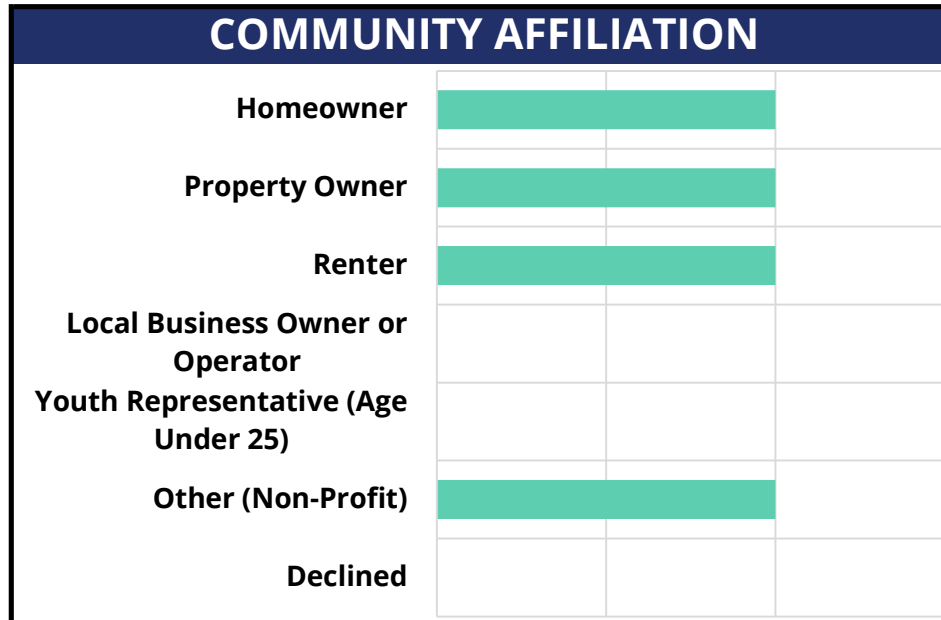 COMMUNITY AFFILIATION
Homeowner
Property Owner
Renter
Local Business Owner or
Operator
Youth Representative (Age
Under 25)
Other (Non-Profit)
Declined